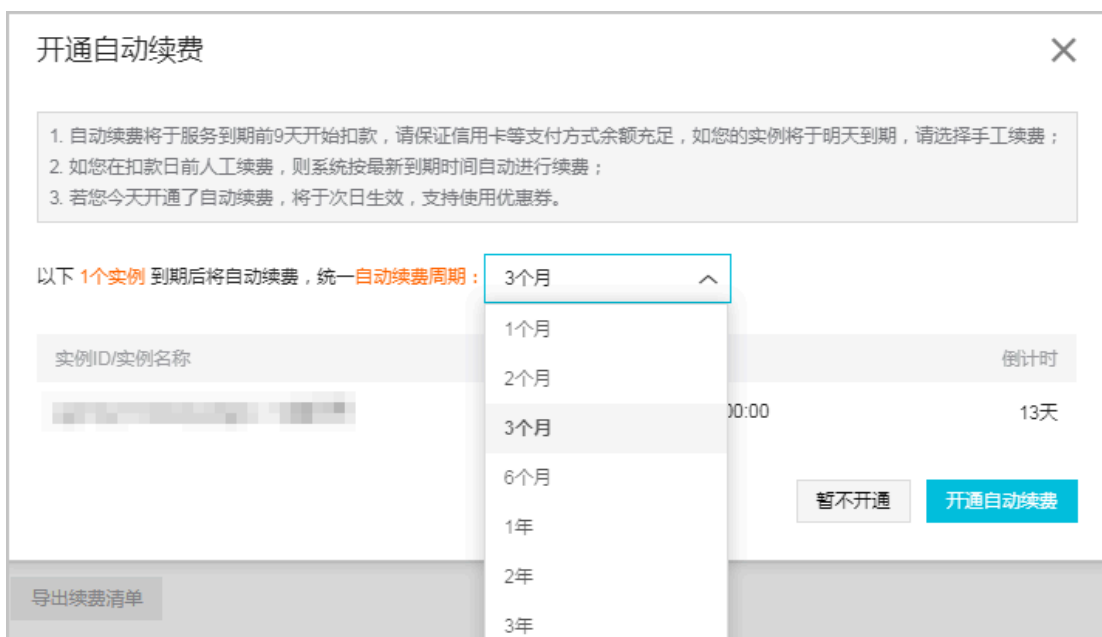 开通自动续费
1. 自动续费将于服务到期前9天开始扣款，请保证信用卡等支付方式余额充足，如您的实例将于明天到期，请选择手工续费；
2. 如您在扣款日前人工续费，则系统按最新到期时间自动进行续费；
3. 若您今天开通了自动续费，将于次日生效，支持使用优惠券。
以下 1个实例 到期后将自动续费，统一自动续费周期： 3个月
1个月
实例ID/实例名称 倒计时
2个月
00:00 13天
3个月
6个月
暂不开通 开通自动续费
1年
2年
导出续费清单
3年